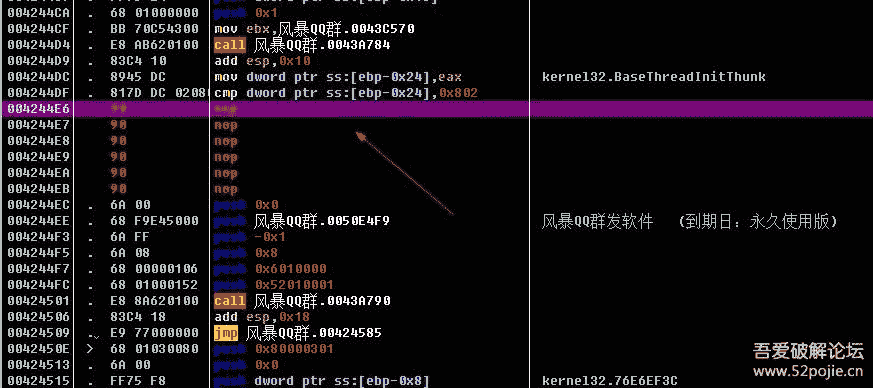 004244CA . 68 01000000 push 0x1
004244CF . BB 70C54300 mov ebx,风暴QQ群.0043C570
004244D4 . E8 AB620100 call 风暴QQ群.0043A784
004244D9 . 83C4 10 add esp,0x10
004244DC . 8945 DC mov dword ptr ss:[ebp-0x24],eax kernel32.BaseThreadInitThunk
004244DF . 817D DC 0208 cmp dword ptr ss:[ebp-0x24],0x802
004244E6 90 nop
004244E7 90 nop
004244E8 90 nop
004244E9 90 nop
004244EA 90 nop
004244EB 90 nop
004244EC . 6A 00 push 0x0
004244EE . 68 F9E45000 push 风暴QQ群.0050E4F9 风暴QQ群发软件 (到期日: 永久使用版)
004244F3 . 6A FF push -0x1
004244F5 . 6A 08 push 0x8
004244F7 . 68 00000106 push 0x6010000
004244FC . 68 01000152 push 0x52010001
00424501 . E8 8A620100 call 风暴QQ群.0043A790
00424506 . 83C4 18 add esp,0x18
00424509 . E9 77000000 jmp 风暴QQ群.00424585
0042450E > 68 01030080 push 0x80000301
00424513 . 6A 00 push 0x0
00424515 . FF75 F8 push dword ptr ss:[ebp-0x8] kernel32.76E6EF3C
吾爱破解论坛
www.52pojie.cn